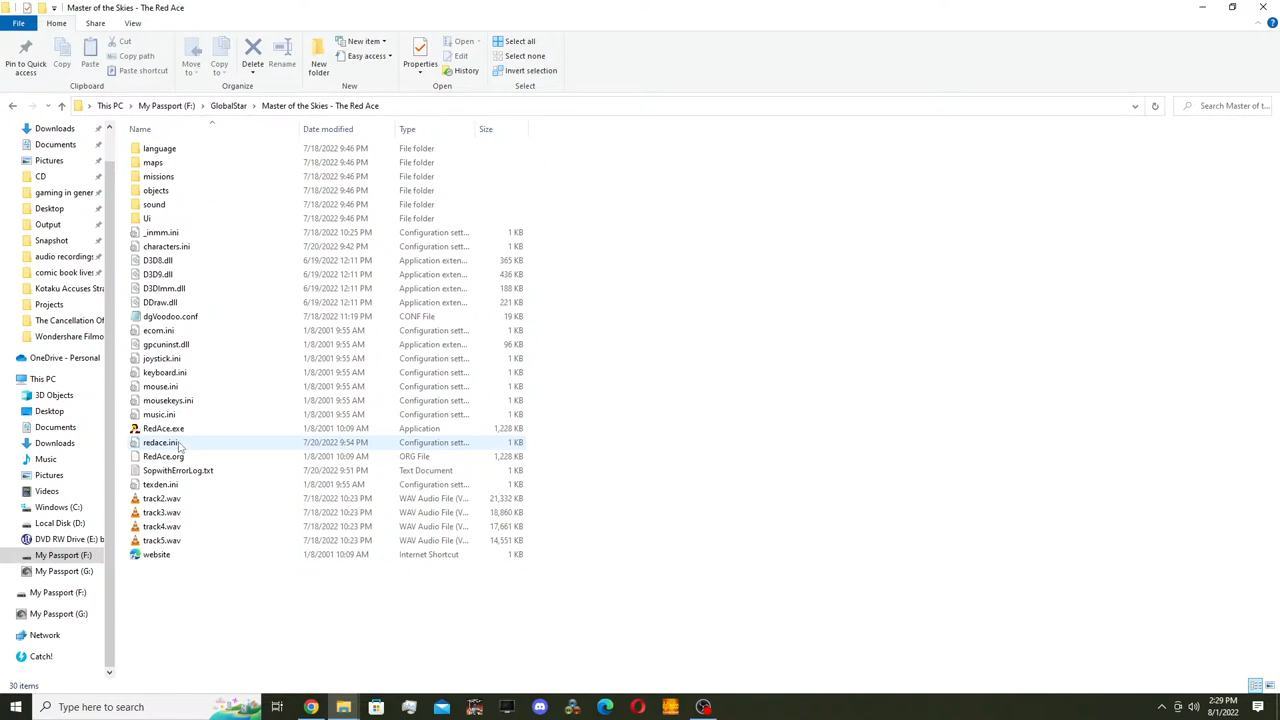 Master of the Skies - The Red Ace
File Home Share View
Pin to Quick access
Copy
Paste
Cut
Copy path
Paste shortcut
Clipboard
Move to
Copy to
Delete
Rename
Organize
New folder
New item
Easy access
New
Properties
Open
Edit
History
Open
Select all
Select none
Invert selection
Select
This PC > My Passport (F:) > GlobalStar > Master of the Skies - The Red Ace
Search Master of t...
Name Date modified Type Size
Downloads
Documents
Pictures
CD
gaming in gener
Desktop
Output
Snapshot
audio recordings
comic book lives
Kotaku Accuses Stra
Projects
The Cancellation Of
Wondershare Filmo
OneDrive - Personal
This PC
3D Objects
Desktop
Documents
Downloads
Music
Pictures
Videos
Windows (C:)
Local Disk (D:)
DVD RW Drive (E:) b
My Passport (F:)
My Passport (G:)
My Passport (F:)
My Passport (G:)
Network
Catch!
language 7/18/2022 9:46 PM File folder
maps 7/18/2022 9:46 PM File folder
missions 7/18/2022 9:46 PM File folder
objects 7/18/2022 9:46 PM File folder
sound 7/18/2022 9:46 PM File folder
Ui 7/18/2022 9:46 PM File folder
_inmm.ini 7/18/2022 10:25 PM Configuration sett... 1 KB
characters.ini 7/20/2022 9:42 PM Configuration sett... 1 KB
D3D8.dll 6/19/2022 12:11 PM Application exten... 365 KB
D3D9.dll 6/19/2022 12:11 PM Application exten... 436 KB
D3DImm.dll 6/19/2022 12:11 PM Application exten... 188 KB
DDraw.dll 6/19/2022 12:11 PM Application exten... 221 KB
dgVoodoo.conf 7/18/2022 11:19 PM CONF File 19 KB
ecom.ini 1/8/2001 9:55 AM Configuration sett... 1 KB
gpcuninst.dll 1/8/2001 9:55 AM Application exten... 96 KB
joystick.ini 1/8/2001 9:55 AM Configuration sett... 1 KB
keyboard.ini 1/8/2001 9:55 AM Configuration sett... 1 KB
mouse.ini 1/8/2001 9:55 AM Configuration sett... 1 KB
mousekeys.ini 1/8/2001 9:55 AM Configuration sett... 1 KB
music.ini 1/8/2001 9:55 AM Configuration sett... 1 KB
RedAce.exe 1/8/2001 10:09 AM Application 1,228 KB
redace.ini 7/20/2022 9:54 PM Configuration sett... 1 KB
RedAce.org 1/8/2001 10:09 AM ORG File 1,228 KB
SopwithErrorLog.txt 7/20/2022 9:51 PM Text Document 1 KB
texden.ini 1/8/2001 9:55 AM Configuration sett... 1 KB
track2.wav 7/18/2022 10:23 PM WAV Audio File (V... 21,332 KB
track3.wav 7/18/2022 10:23 PM WAV Audio File (V... 18,860 KB
track4.wav 7/18/2022 10:23 PM WAV Audio File (V... 17,661 KB
track5.wav 7/18/2022 10:23 PM WAV Audio File (V... 14,551 KB
website 1/8/2001 10:09 AM Internet Shortcut 1 KB
30 items
Type here to search
2:29 PM
8/1/2022